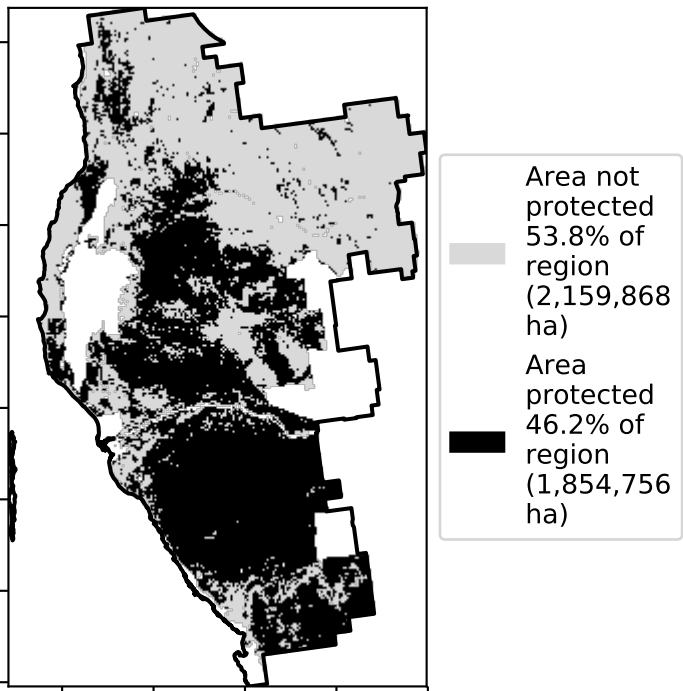 Area not
protected
53.8% of
region
(2,159,868
ha)
Area
protected
46.2% of
region
(1,854,756
ha)